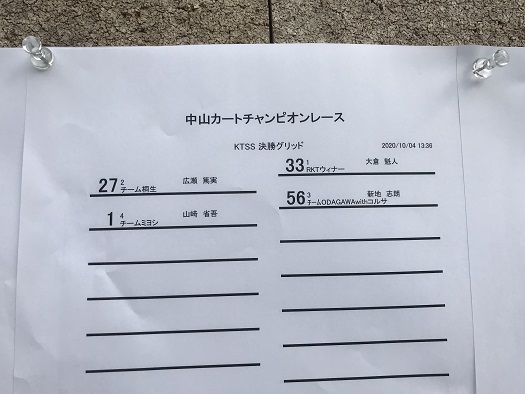 中山カートチャンピオンレース
KTSS 決勝グリッド
2020/10/04 13:36
33 1 大倉 魁人
RKTウィナー
27 2 広瀬 篤実
チーム桐生
56 3 菊地 志朗
チームODAGAWAwithコルサ
1 4 山崎 省吾
チームミヨシ